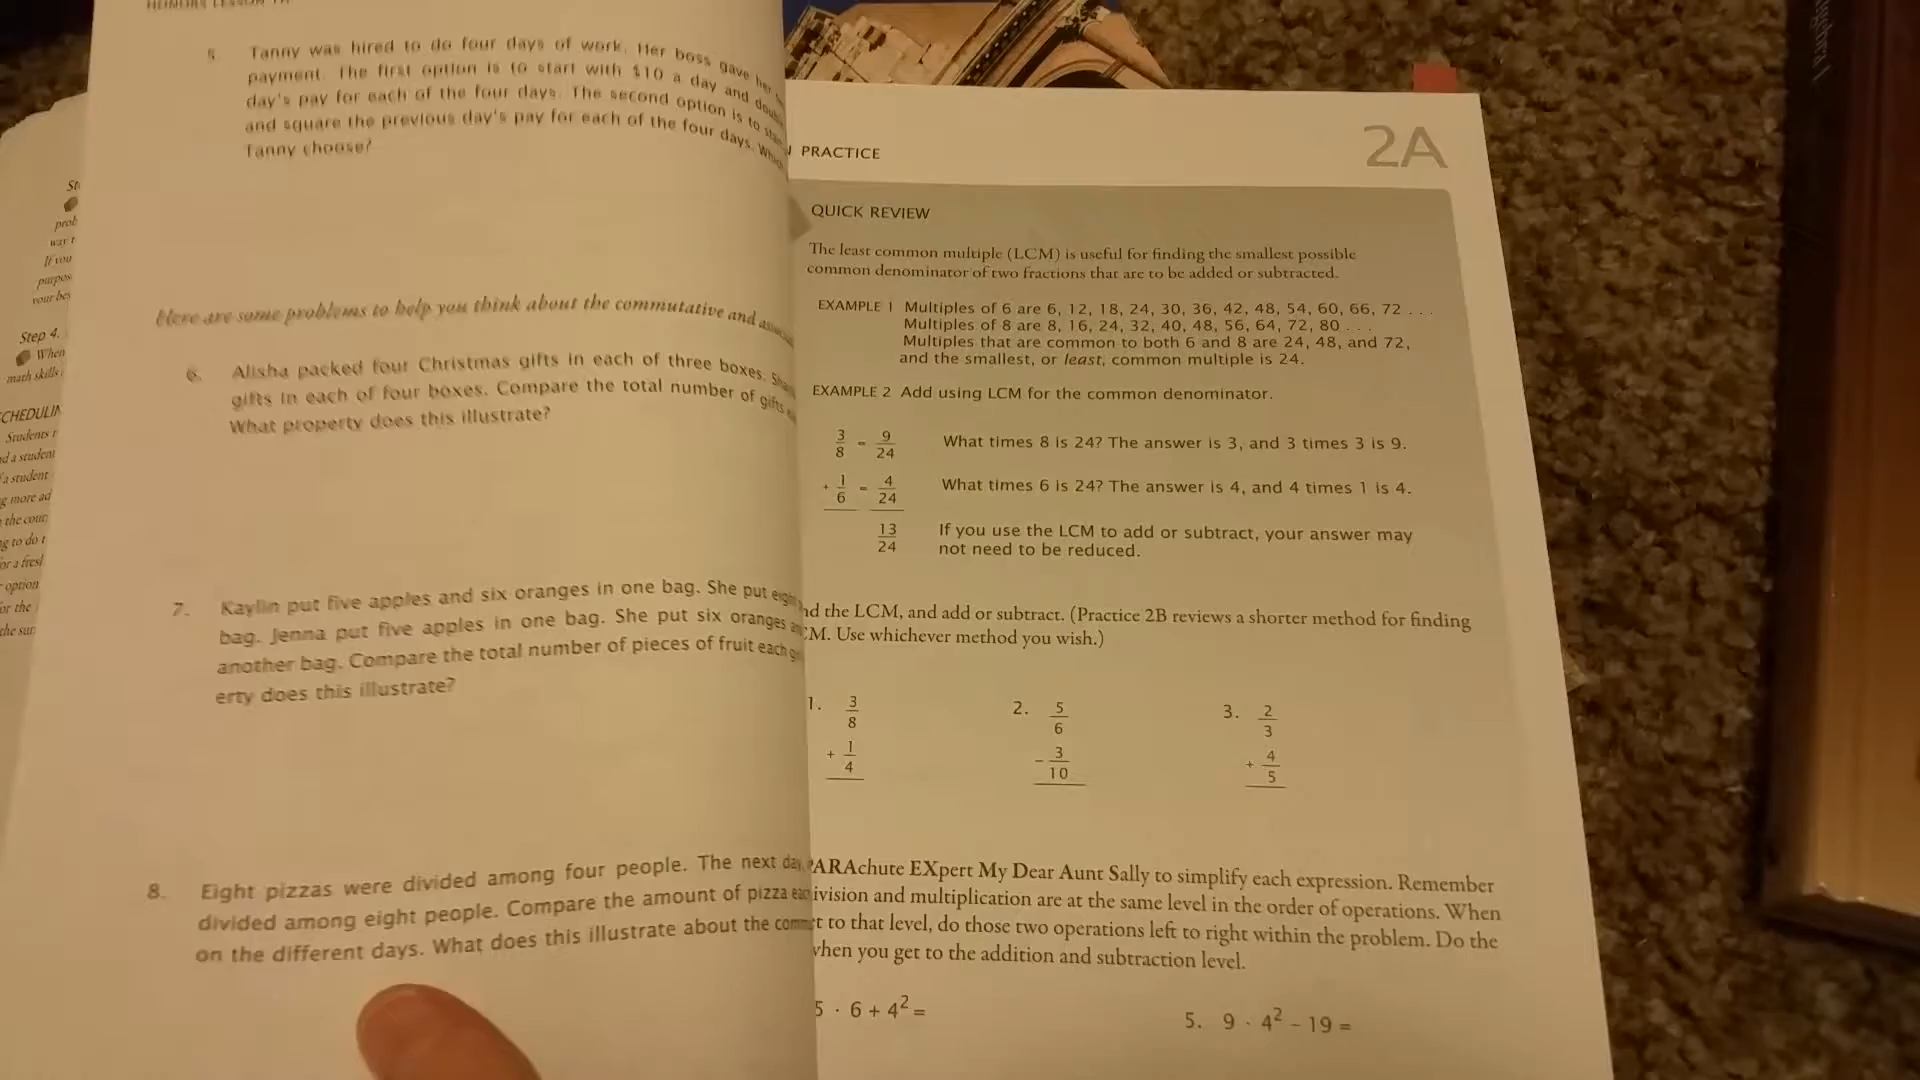 5. Tanny was hired to do four days of work. Her boss gave her
payment. The first option is to start with $10 a day and
day's pay for each of the four days. The second option is to
and square the previous day's pay for each of the four days.
Tanny choose?
Here are some problems to help you think about the commutative and
6. Alisha packed four Christmas gifts in each of three boxes.
gifts in each of four boxes. Compare the total number of gifts
What property does this illustrate?
7. Kaylin put five apples and six oranges in one bag. She put
bag. Jenna put five apples in one bag. She put six oranges
another bag. Compare the total number of pieces of fruit each
erty does this illustrate?
8. Eight pizzas were divided among four people. The next
divided among eight people. Compare the amount of pizza
on the different days. What does this illustrate about the
Step 4.
When
math skills
Students
a student
option
PRACTICE
2A
QUICK REVIEW
The least common multiple (LCM) is useful for finding the smallest possible
common denominator of two fractions that are to be added or subtracted.
EXAMPLE 1 Multiples of 6 are 6, 12, 18, 24, 30, 36, 42, 48, 54, 60, 66, 72 . . .
Multiples of 8 are 8, 16, 24, 32, 40, 48, 56, 64, 72, 80 . . .
Multiples that are common to both 6 and 8 are 24, 48, and 72,
and the smallest, or least, common multiple is 24.
EXAMPLE 2 Add using LCM for the common denominator.
3/8 = 9/24 What times 8 is 24? The answer is 3, and 3 times 3 is 9.
+ 1/6 = 4/24 What times 6 is 24? The answer is 4, and 4 times 1 is 4.
13/24 If you use the LCM to add or subtract, your answer may
not need to be reduced.
the LCM, and add or subtract. (Practice 2B reviews a shorter method for finding
Use whichever method you wish.)
1. 3/8 + 1/4 2. 5/6 - 3/10 3. 2/3 + 4/5
PARAchute EXpert My Dear Aunt Sally to simplify each expression. Remember
ivision and multiplication are at the same level in the order of operations. When
to that level, do those two operations left to right within the problem. Do the
when you get to the addition and subtraction level.
5 · 6 + 4² = 5. 9 · 4² – 19 =